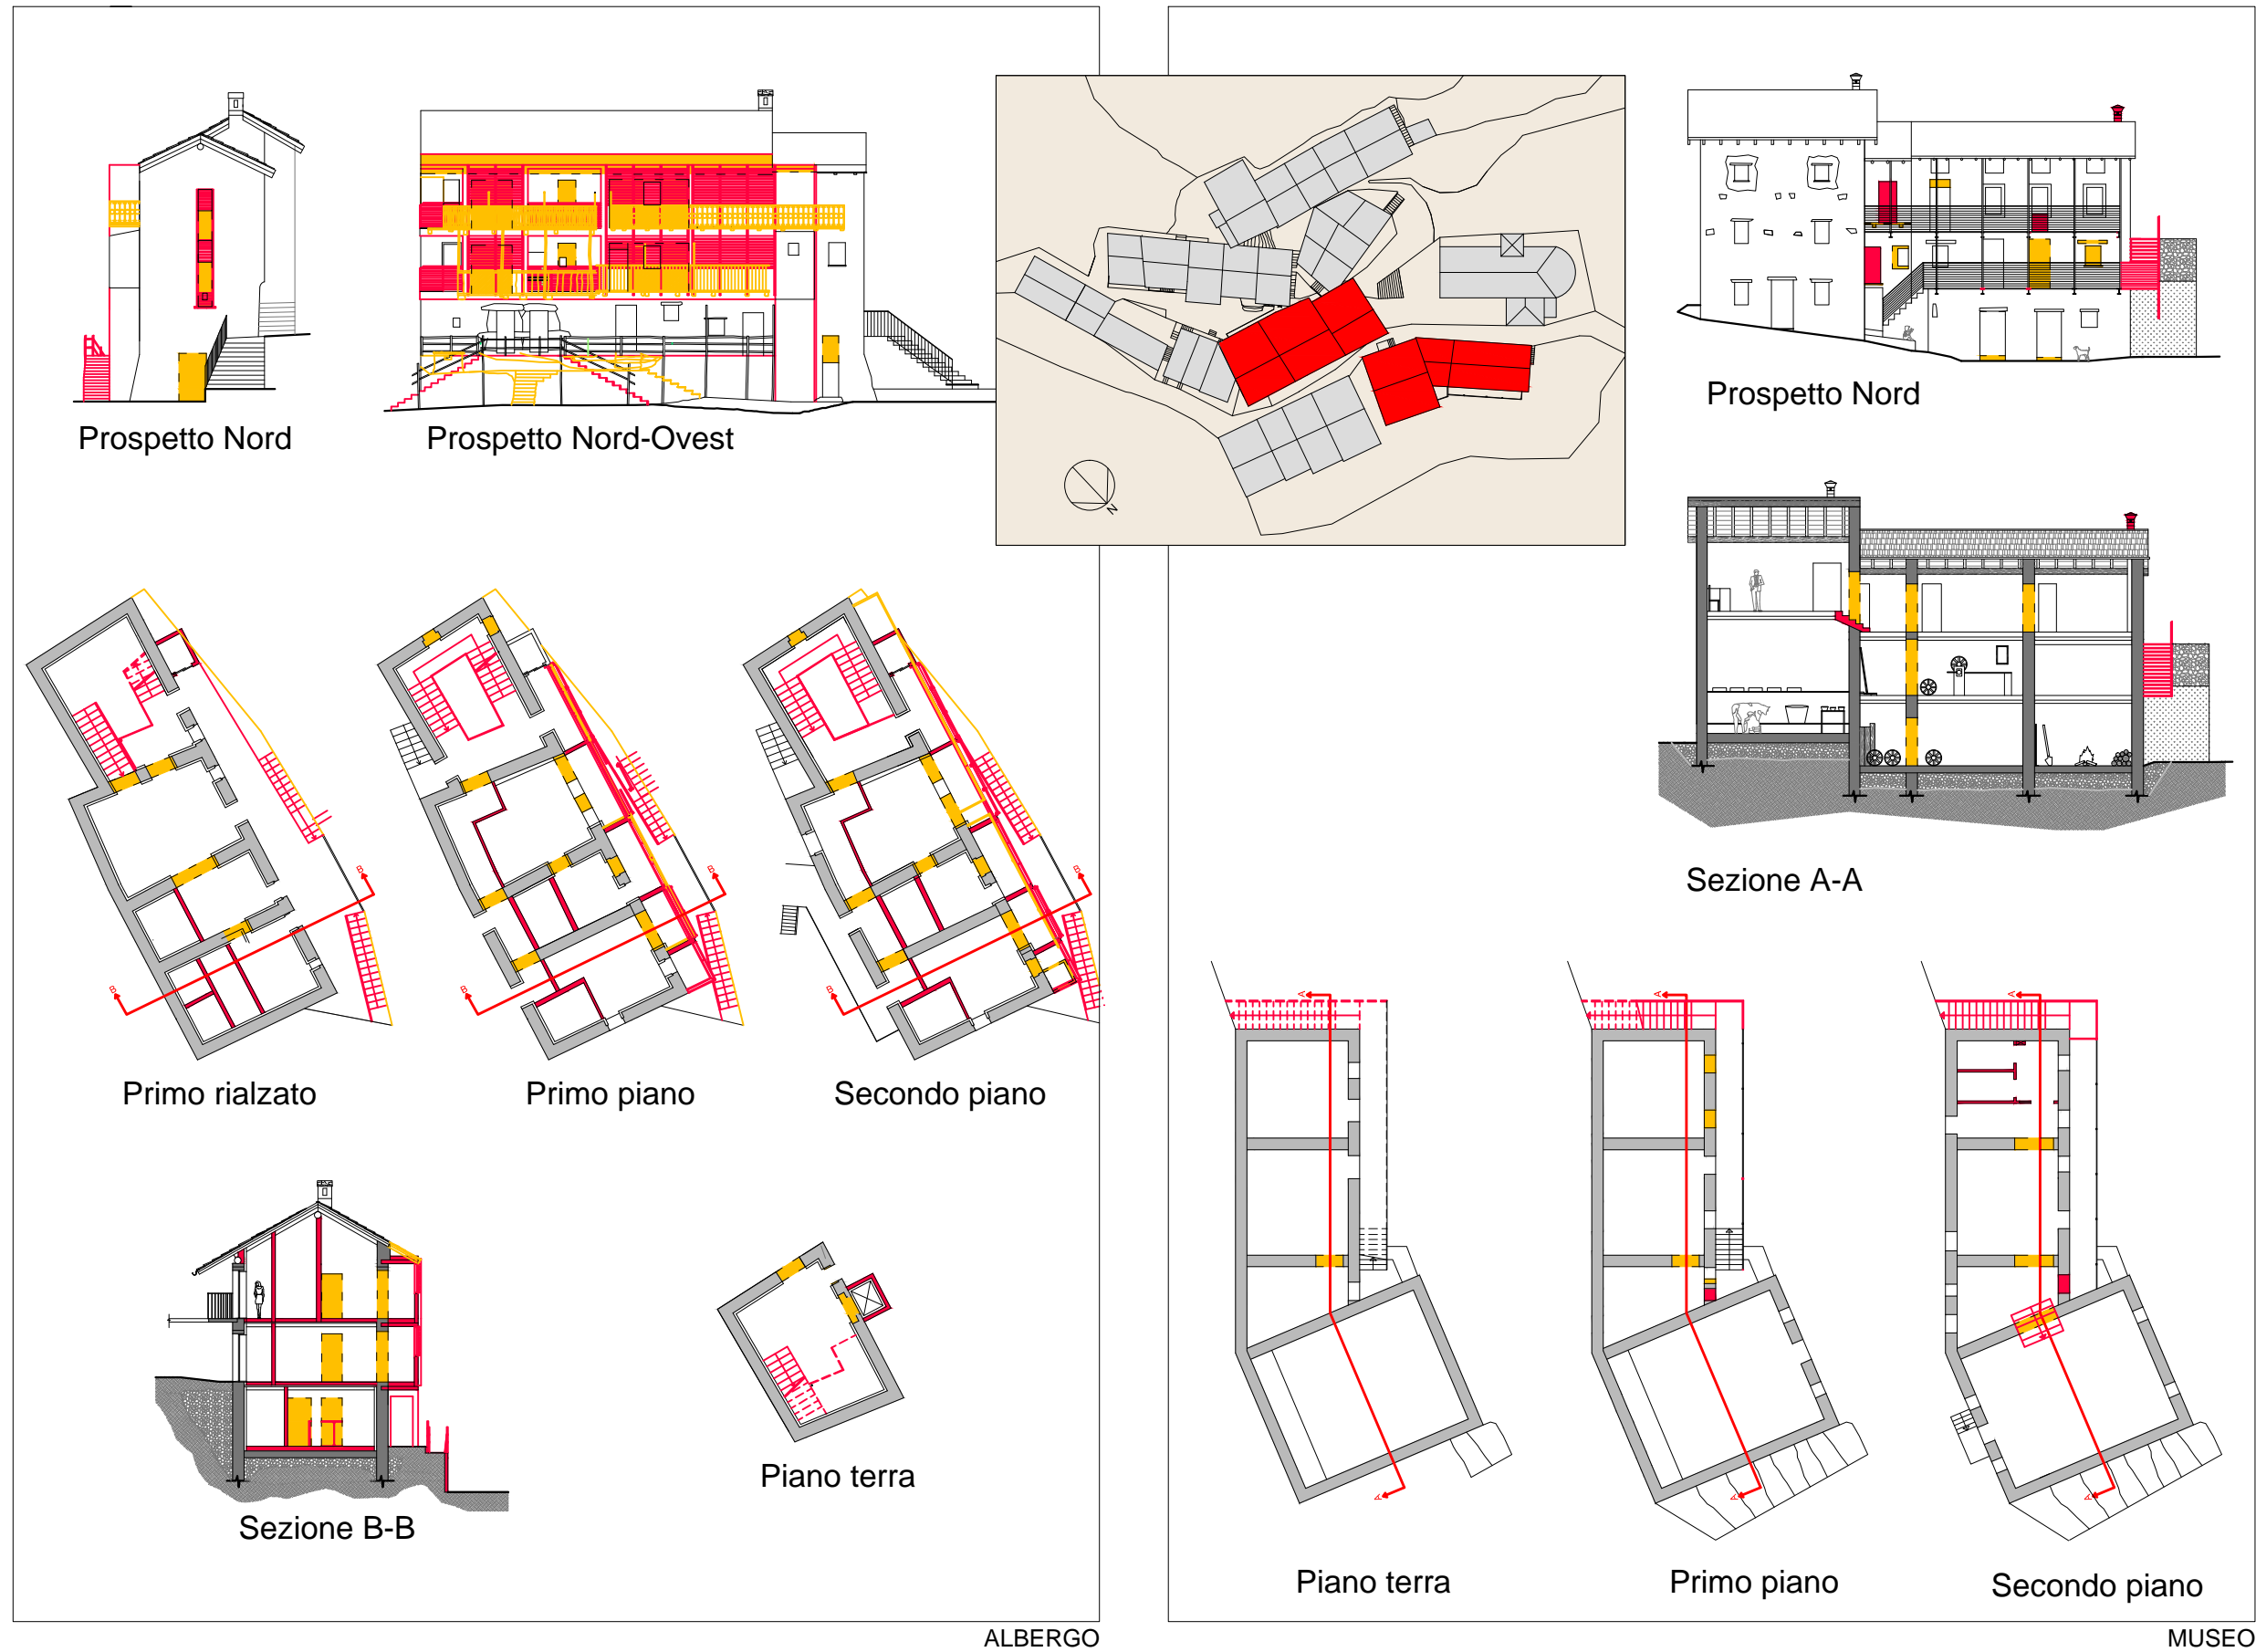 Prospetto Nord
Prospetto Nord-Ovest
N
Prospetto Nord
Sezione A-A
B
B
B
B
B
B
Primo rialzato
Primo piano
Secondo piano
A
A
A
A
A
A
Sezione B-B
Piano terra
Piano terra
Primo piano
Secondo piano
ALBERGO
MUSEO